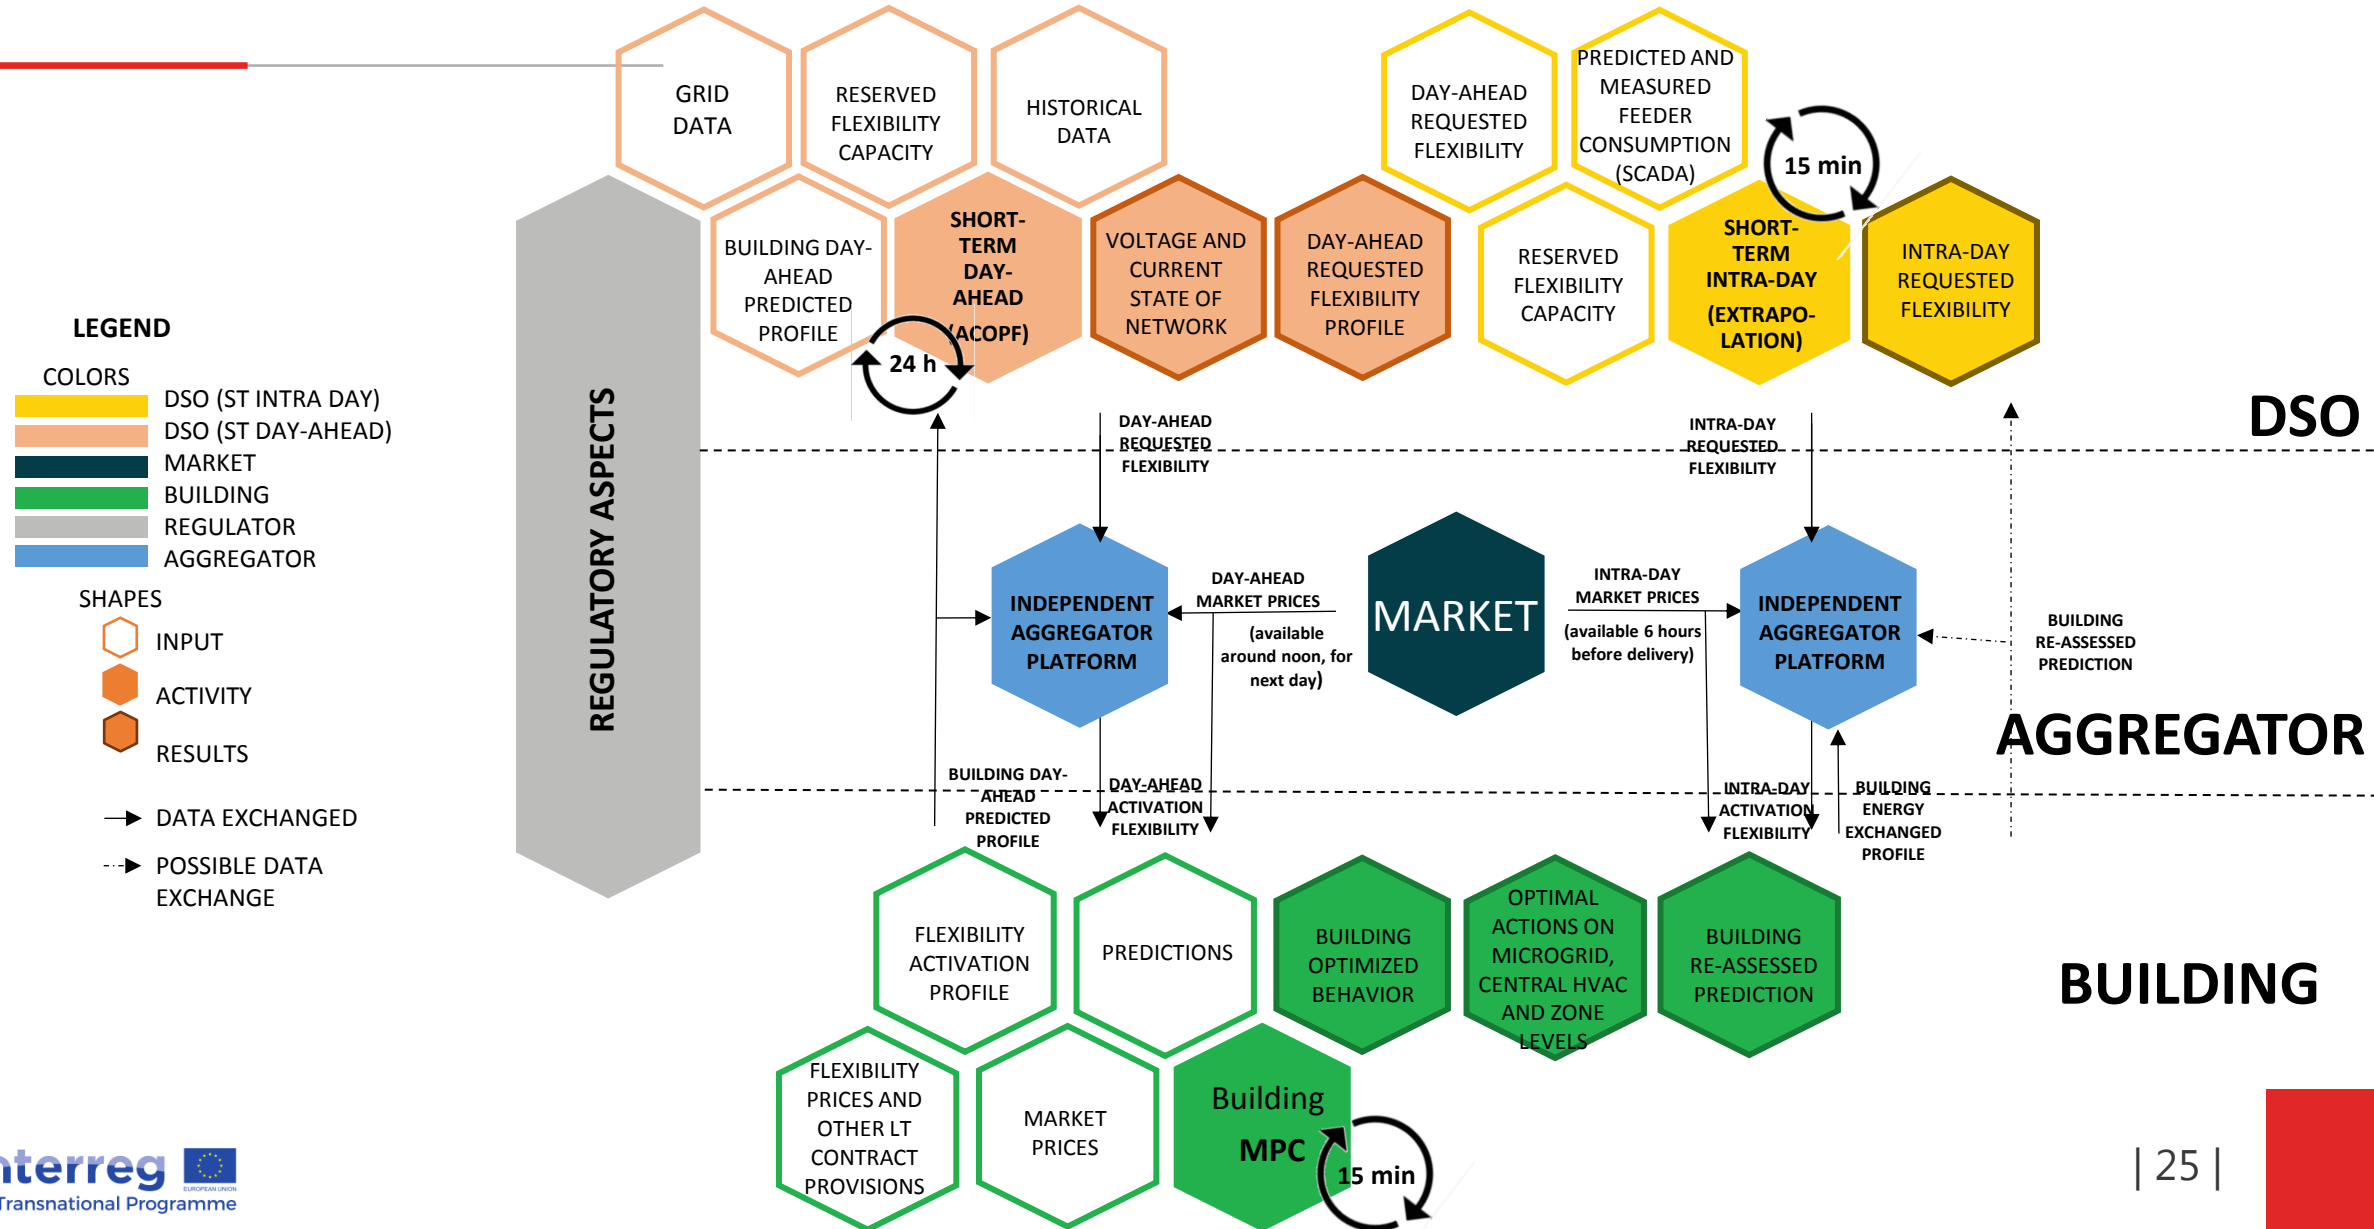 GRID
DATA
RESERVED
FLEXIBILITY
CAPACITY
HISTORICAL
DATA
DAY-AHEAD
REQUESTED
FLEXIBILITY
PREDICTED AND
MEASURED
FEEDER
CONSUMPTION
(SCADA)
15 min
BUILDING DAY-
AHEAD
PREDICTED
PROFILE
SHORT-
TERM
DAY-
AHEAD
(ACOPF)
24 h
VOLTAGE AND
CURRENT
STATE OF
NETWORK
DAY-AHEAD
REQUESTED
FLEXIBILITY
PROFILE
RESERVED
FLEXIBILITY
CAPACITY
SHORT-
TERM
INTRA-DAY
(EXTRAPO-
LATION)
INTRA-DAY
REQUESTED
FLEXIBILITY
LEGEND
COLORS
DSO (ST INTRA DAY)
DSO (ST DAY-AHEAD)
MARKET
BUILDING
REGULATOR
AGGREGATOR
SHAPES
INPUT
ACTIVITY
RESULTS
DATA EXCHANGED
POSSIBLE DATA
EXCHANGE
REGULATORY ASPECTS
DAY-AHEAD
REQUESTED
FLEXIBILITY
INTRA-DAY
REQUESTED
FLEXIBILITY
DSO
INDEPENDENT
AGGREGATOR
PLATFORM
DAY-AHEAD
MARKET PRICES
(available
around noon, for
next day)
MARKET
INTRA-DAY
MARKET PRICES
(available 6 hours
before delivery)
INDEPENDENT
AGGREGATOR
PLATFORM
BUILDING
RE-ASSESSED
PREDICTION
AGGREGATOR
BUILDING DAY-
AHEAD
PREDICTED
PROFILE
DAY-AHEAD
ACTIVATION
FLEXIBILITY
INTRA-DAY
ACTIVATION
FLEXIBILITY
BUILDING
ENERGY
EXCHANGED
PROFILE
FLEXIBILITY
ACTIVATION
PROFILE
PREDICTIONS
BUILDING
OPTIMIZED
BEHAVIOR
OPTIMAL
ACTIONS ON
MICROGRID,
CENTRAL HVAC
AND ZONE
LEVELS
BUILDING
RE-ASSESSED
PREDICTION
BUILDING
FLEXIBILITY
PRICES AND
OTHER LT
CONTRACT
PROVISIONS
MARKET
PRICES
Building
MPC
15 min
nterreg
EUROPEAN UNION
Transnational Programme
| 25 |